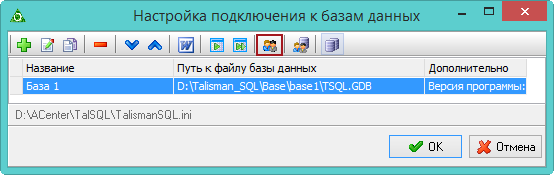 Настройка подключения к базам данных
Название Путь к файлу базы данных Дополнительно
База 1 D:\Talisman_SQL\Base\base1\TSQL.GDB Версия программы:
D:\ACenter\TalSQL\TalismanSQL.ini
OK Отмена